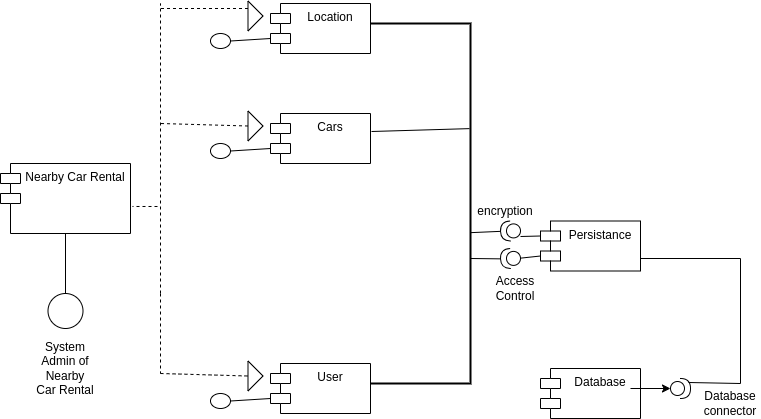 Location
Cars
Nearby Car Rental
encryption
Persistance
Access
Control
System
Admin of
Nearby
Car Rental
User
Database
Database
connector